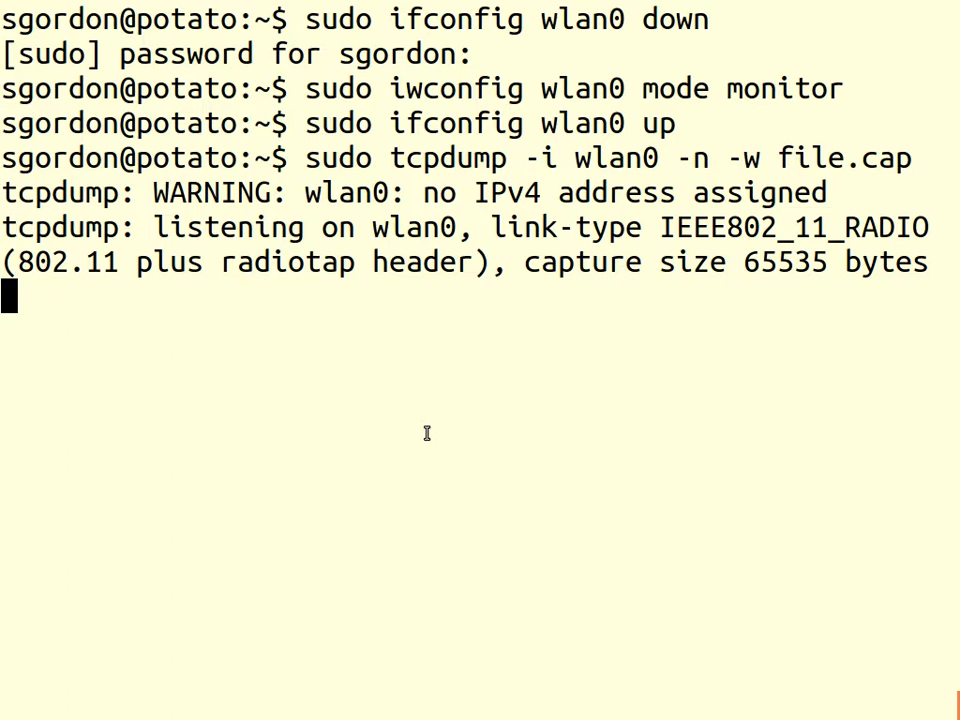 sgordon@potato:~$ sudo ifconfig wlan0 down
[sudo] password for sgordon:
sgordon@potato:~$ sudo iwconfig wlan0 mode monitor
sgordon@potato:~$ sudo ifconfig wlan0 up
sgordon@potato:~$ sudo tcpdump -i wlan0 -n -w file.cap
tcpdump: WARNING: wlan0: no IPv4 address assigned
tcpdump: listening on wlan0, link-type IEEE802_11_RADIO
(802.11 plus radiotap header), capture size 65535 bytes